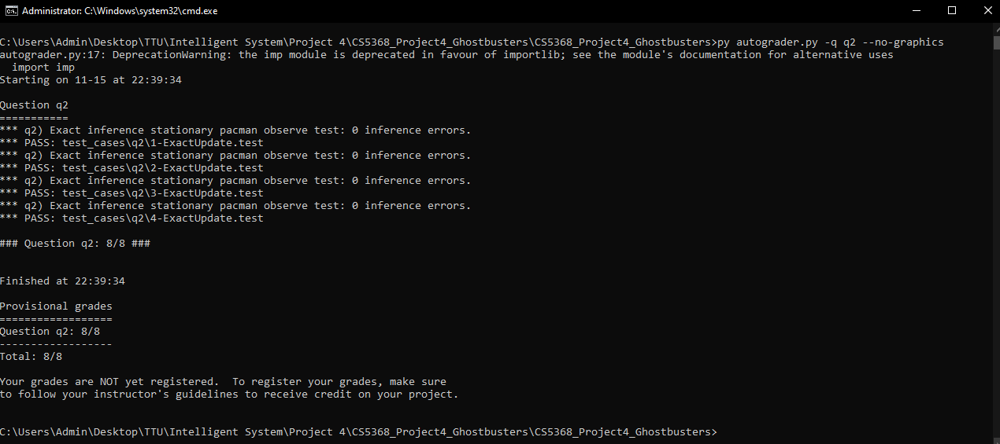 Administrator: C:\Windows\system32\cmd.exe
C:\Users\Admin\Desktop\TTU\Intelligent System\Project 4\CS5368_Project4_Ghostbusters\CS5368_Project4_Ghostbusters>py autograder.py -q q2 --no-graphics
autograder.py:17: DeprecationWarning: the imp module is deprecated in favour of importlib; see the module's documentation for alternative uses
  import imp
Starting on 11-15 at 22:39:34

Question q2
===========
*** q2) Exact inference stationary pacman observe test: 0 inference errors.
*** PASS: test_cases\q2\1-ExactUpdate.test
*** q2) Exact inference stationary pacman observe test: 0 inference errors.
*** PASS: test_cases\q2\2-ExactUpdate.test
*** q2) Exact inference stationary pacman observe test: 0 inference errors.
*** PASS: test_cases\q2\3-ExactUpdate.test
*** q2) Exact inference stationary pacman observe test: 0 inference errors.
*** PASS: test_cases\q2\4-ExactUpdate.test

### Question q2: 8/8 ###

Finished at 22:39:34

Provisional grades
==================
Question q2: 8/8
------------------
Total: 8/8

Your grades are NOT yet registered.  To register your grades, make sure
to follow your instructor's guidelines to receive credit on your project.

C:\Users\Admin\Desktop\TTU\Intelligent System\Project 4\CS5368_Project4_Ghostbusters\CS5368_Project4_Ghostbusters>